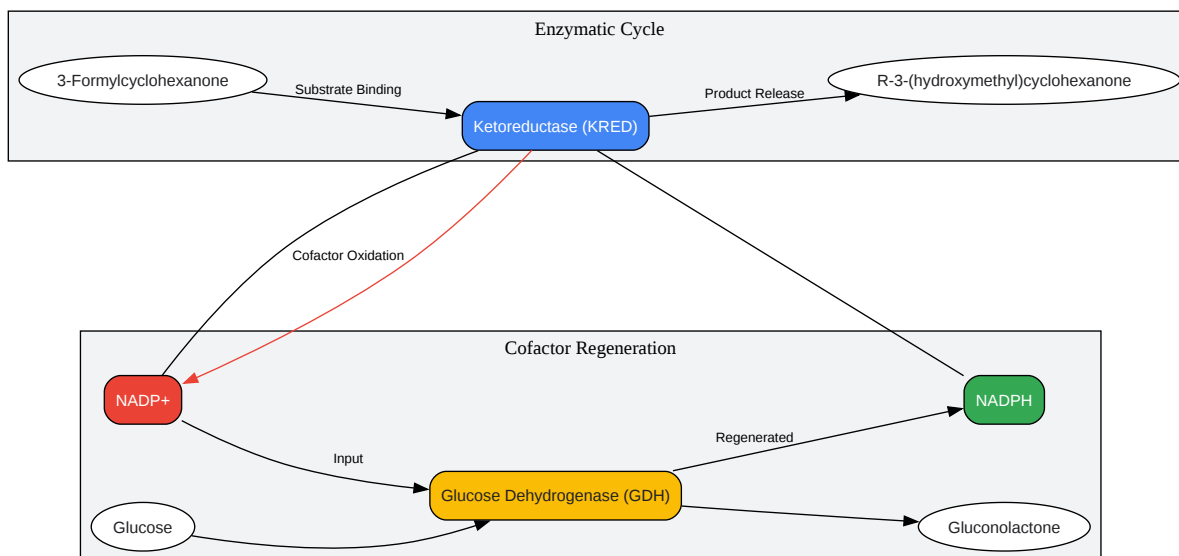 Enzymatic Cycle
3-Formylcyclohexanone
Substrate Binding
Ketoreductase (KRED)
Product Release
R-3-(hydroxymethyl)cyclohexanone
Cofactor Oxidation
Cofactor Regeneration
NADP+
NADPH
Input
Regenerated
Glucose Dehydrogenase (GDH)
Glucose
Gluconolactone